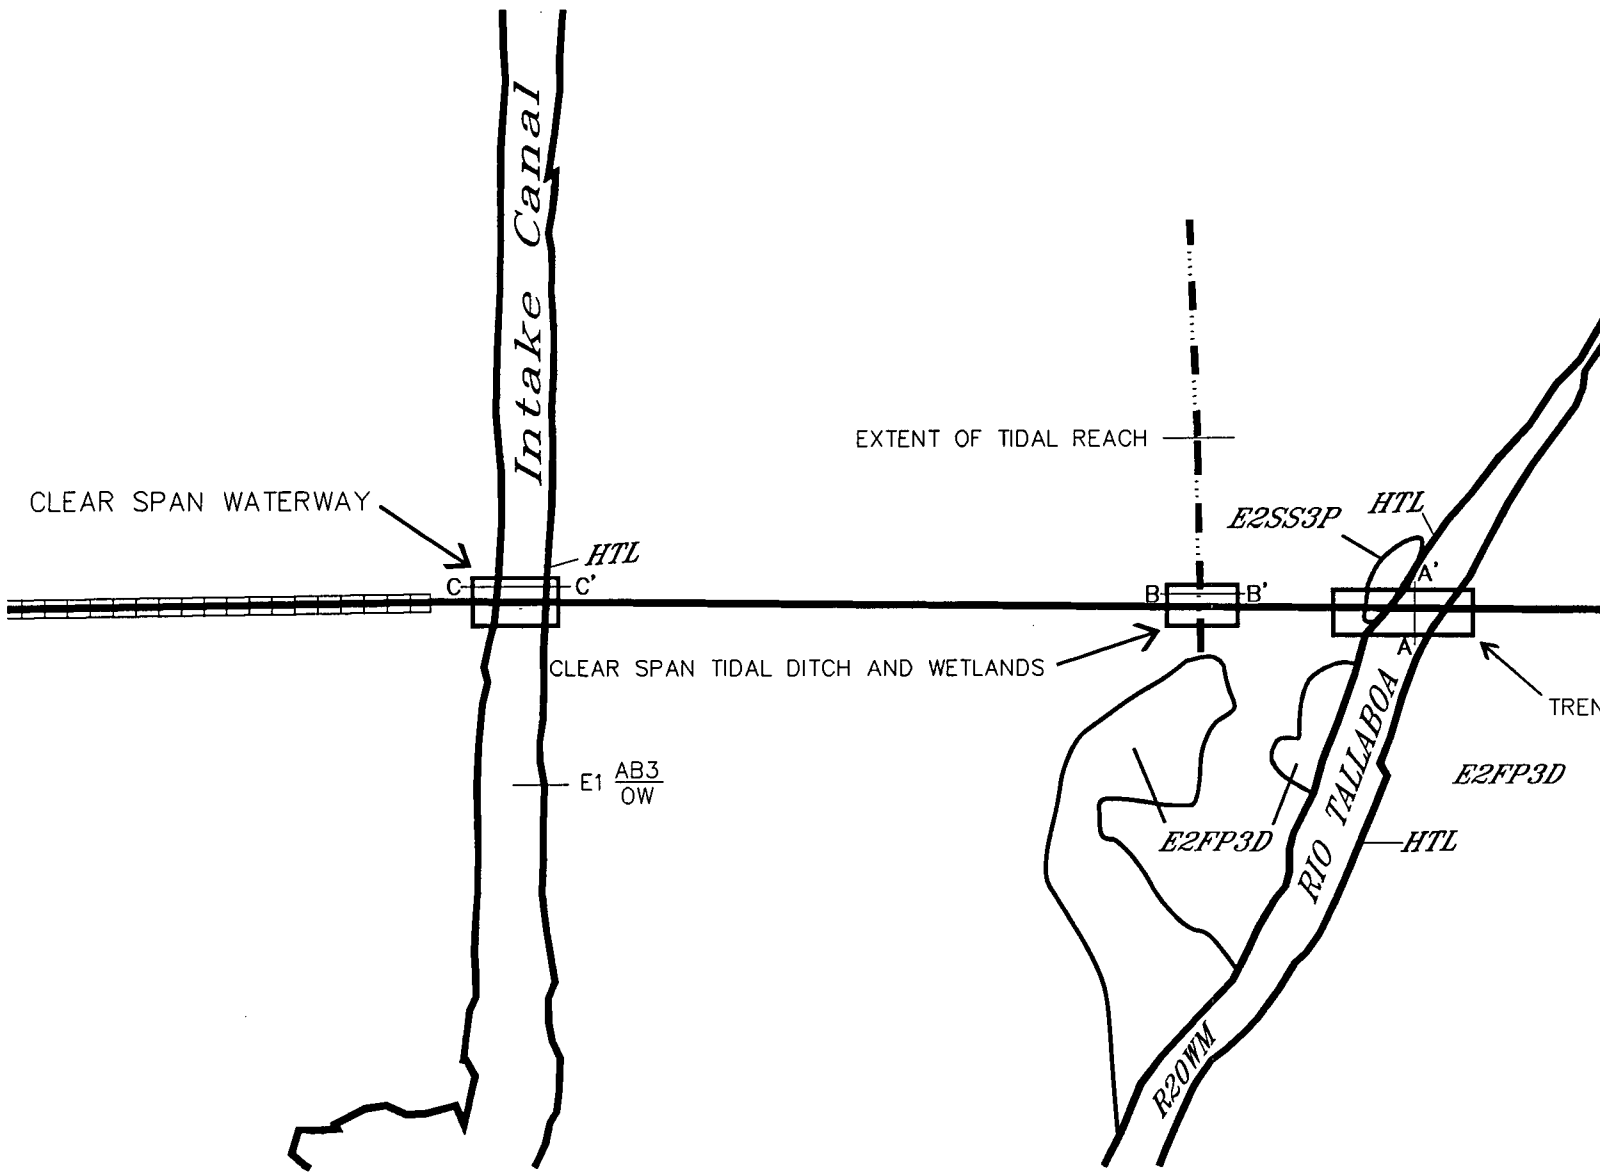 Intake Canal
EXTENT OF TIDAL REACH
CLEAR SPAN WATERWAY
E2SS3P
HTL
HTL
C C'
B B'
A'
A
CLEAR SPAN TIDAL DITCH AND WETLANDS
TREN
RIO TALLABOA
E1 AB3
OW
E2FP3D
E2FP3D
HTL
R2OWM